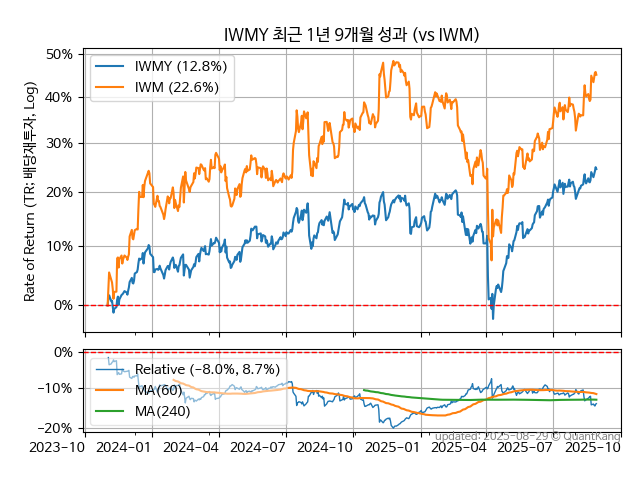 IWMY 최근 1년 9개월 성과 (vs IWM)
Rate of Return (TR: 배당재투자, Log)
50%
40%
30%
20%
10%
0%
IWMY (12.8%)
IWM (22.6%)
0%
−10%
−20%
Relative (−8.0%, 8.7%)
MA(60)
MA(240)
updated: 2025-08-29 © QuantKang
2023-10 2024-01 2024-04 2024-07 2024-10 2025-01 2025-04 2025-07 2025-10